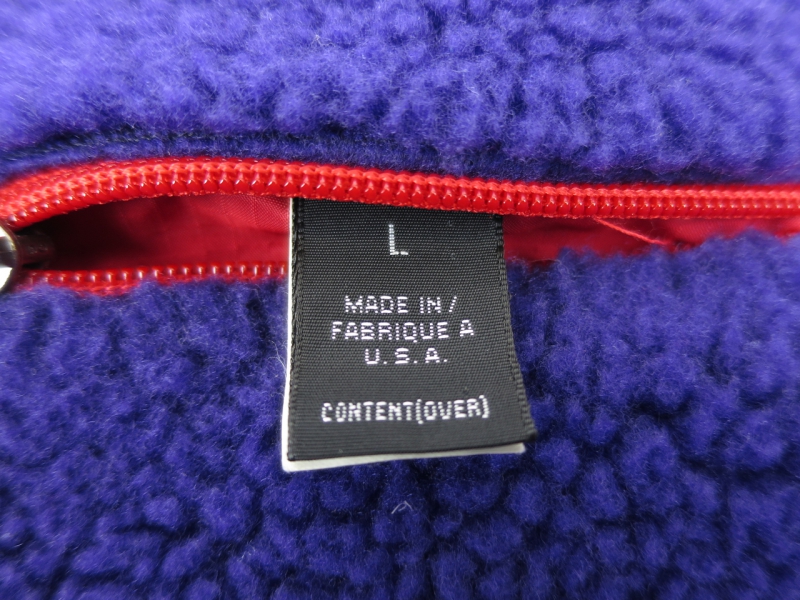 L
MADE IN /
FABRIQUE A
U.S.A.
CONTENT(OVER)